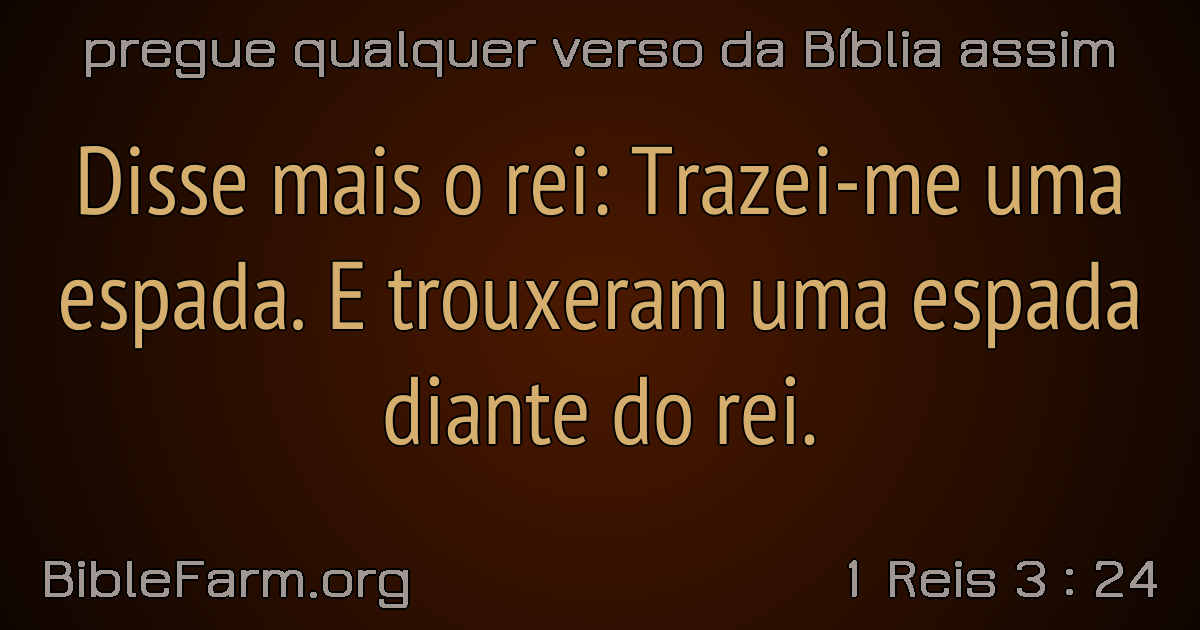 pregue qualquer verso da Bíblia assim
Disse mais o rei: Trazei-me uma
espada. E trouxeram uma espada
diante do rei.
BibleFarm.org
1 Reis 3 : 24